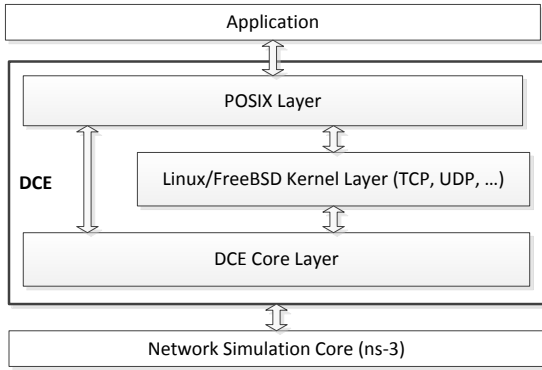 Application
POSIX Layer
Linux/FreeBSD Kernel Layer (TCP, UDP, ...)
DCE
DCE Core Layer
Network Simulation Core (ns-3)